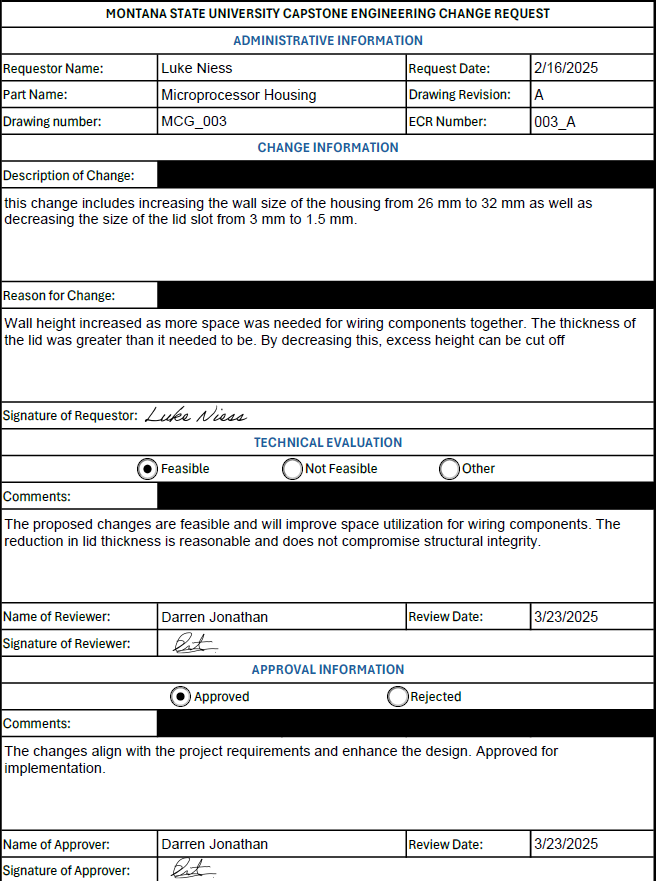 MONTANA STATE UNIVERSITY CAPSTONE ENGINEERING CHANGE REQUEST
ADMINISTRATIVE INFORMATION
Requestor Name: Luke Niess Request Date: 2/16/2025
Part Name: Microprocessor Housing Drawing Revision: A
Drawing number: MCG_003 ECR Number: 003_A
CHANGE INFORMATION
Description of Change:
this change includes increasing the wall size of the housing from 26 mm to 32 mm as well as
decreasing the size of the lid slot from 3 mm to 1.5 mm.
Reason for Change:
Wall height increased as more space was needed for wiring components together. The thickness of
the lid was greater than it needed to be. By decreasing this, excess height can be cut off
Signature of Requestor: Luke Niess
TECHNICAL EVALUATION
Feasible Not Feasible Other
Comments:
The proposed changes are feasible and will improve space utilization for wiring components. The
reduction in lid thickness is reasonable and does not compromise structural integrity.
Name of Reviewer: Darren Jonathan Review Date: 3/23/2025
Signature of Reviewer:
APPROVAL INFORMATION
Approved Rejected
Comments:
The changes align with the project requirements and enhance the design. Approved for
implementation.
Name of Approver: Darren Jonathan Review Date: 3/23/2025
Signature of Approver: